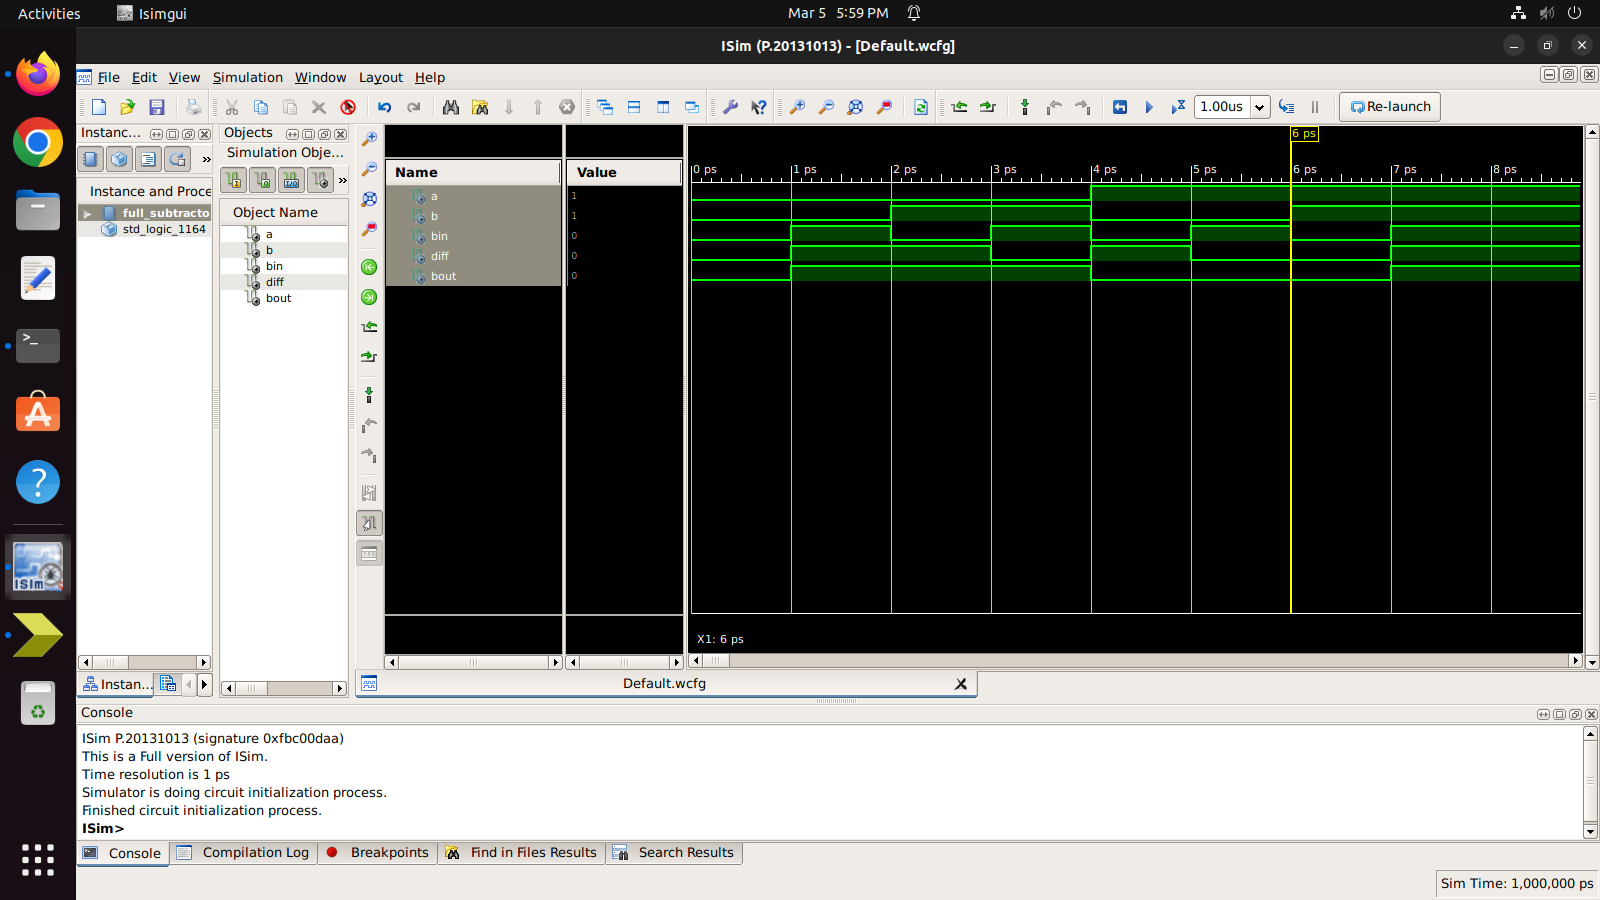 Activities
Isimgui
Mar 5 5:59 PM
ISim (P.20131013) - [Default.wcfg]
File Edit View Simulation Window Layout Help
1.00us
Re-launch
Instanc...
Objects
Simulation Obje...
Instance and Proce
full_subtracto
std_logic_1164
Object Name
a
b
bin
diff
bout
Name
Value
a 1
b 1
bin 0
diff 0
bout 0
6 ps
0 ps 1 ps 2 ps 3 ps 4 ps 5 ps 6 ps 7 ps 8 ps
X1: 6 ps
Instan...
Default.wcfg
Console
ISim P.20131013 (signature 0xfbc00daa)
This is a Full version of ISim.
Time resolution is 1 ps
Simulator is doing circuit initialization process.
Finished circuit initialization process.
ISim>
Console
Compilation Log
Breakpoints
Find in Files Results
Search Results
Sim Time: 1,000,000 ps
ISim